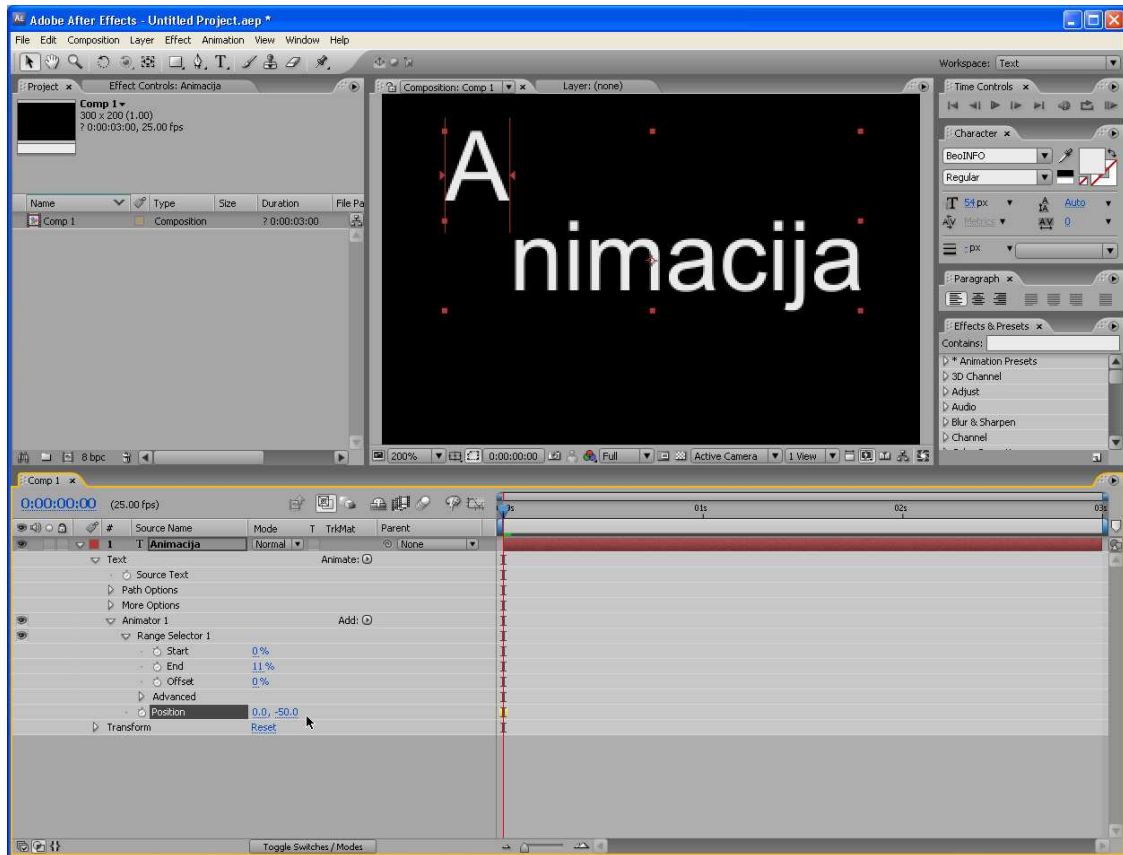 Adobe After Effects - Untitled Project.aep *
File Edit Composition Layer Effect Animation View Window Help
Workspace: Text
Project × Effect Controls: Animacija
Comp 1
300 x 200 (1.00)
? 0:00:03:00, 25.00 fps
Name Type Size Duration File Pa
Comp 1 Composition ? 0:00:03:00
8 bpc
Composition: Comp 1 × Layer: (none)
A
nimacija
200% 0:00:00:00 Full Active Camera 1 View
Time Controls ×
Character ×
BeoINFO
Regular
54 px Auto
Metrics 0
- px
Paragraph ×
Effects & Presets ×
Contains:
* Animation Presets
3D Channel
Adjust
Audio
Blur & Sharpen
Channel
Comp 1 ×
0:00:00:00 (25.00 fps)
# Source Name Mode T TrkMat Parent
1 T Animacija Normal None
Text Animate:
Source Text
Path Options
More Options
Animator 1 Add:
Range Selector 1
Start 0%
End 11%
Offset 0%
Advanced
Position 0.0, -50.0
Transform Reset
01s 02s 03s
Toggle Switches / Modes